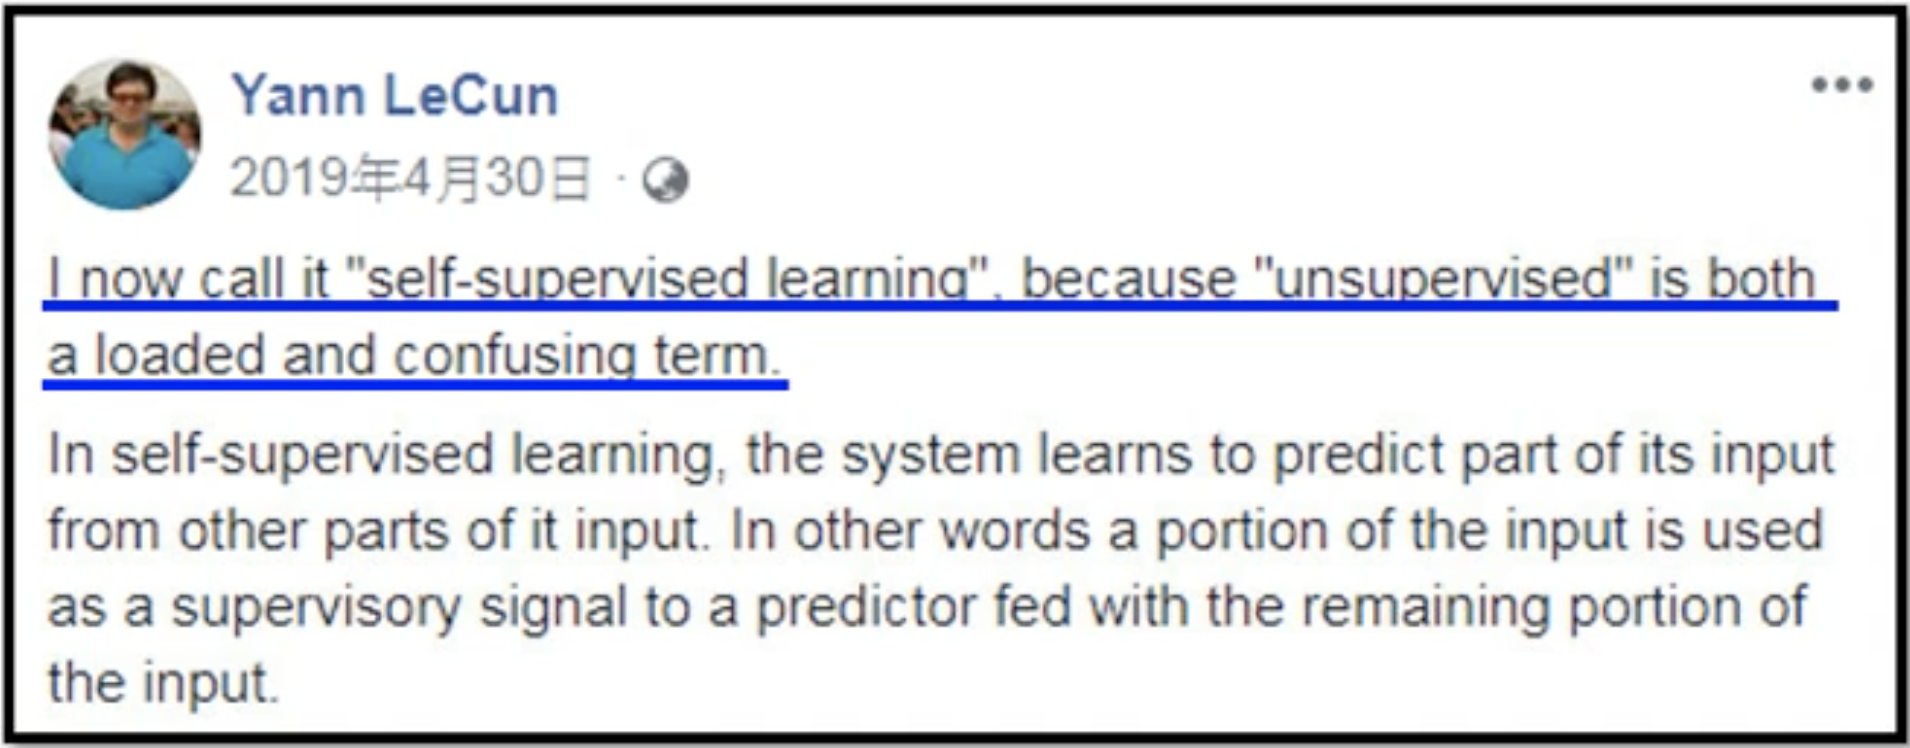 Yann LeCun
2019年4月30日 ·
I now call it "self-supervised learning", because "unsupervised" is both
a loaded and confusing term.
In self-supervised learning, the system learns to predict part of its input
from other parts of it input. In other words a portion of the input is used
as a supervisory signal to a predictor fed with the remaining portion of
the input.